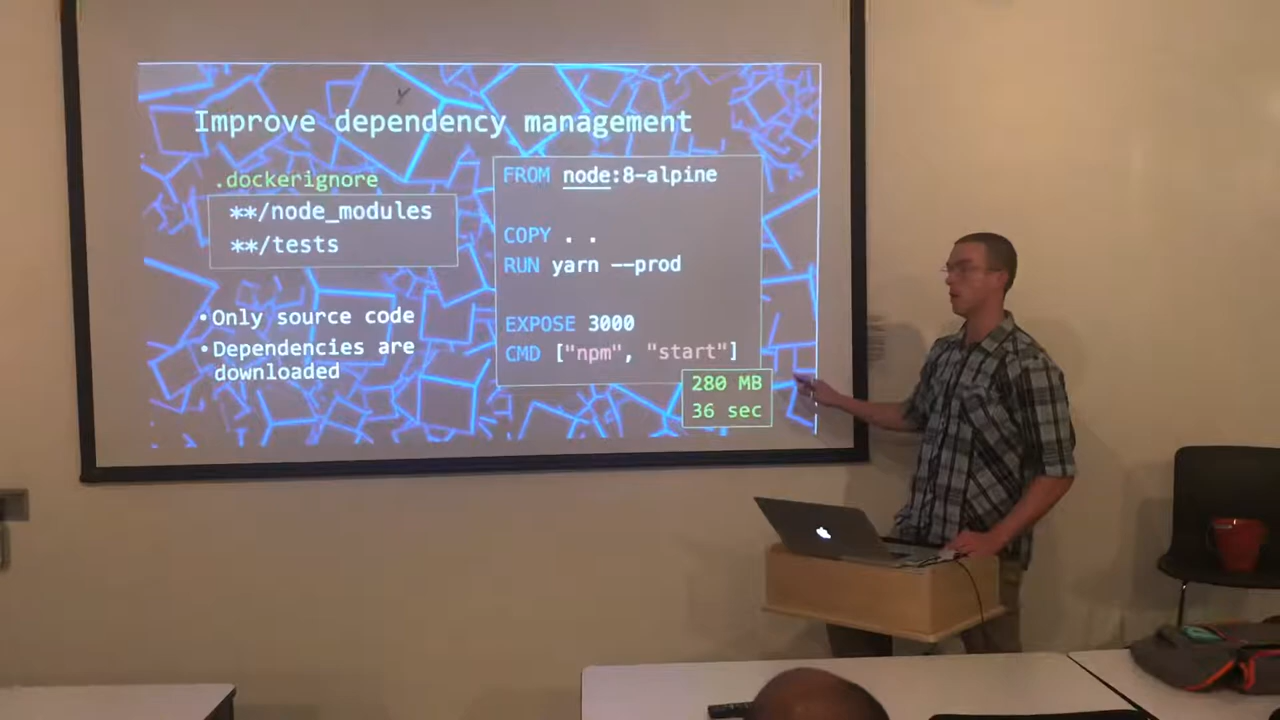 Improve dependency management
.dockerignore
**/node_modules
**/tests
•Only source code
•Dependencies are
downloaded
FROM node:8-alpine
COPY . .
RUN yarn --prod
EXPOSE 3000
CMD ["npm", "start"]
280 MB
36 sec